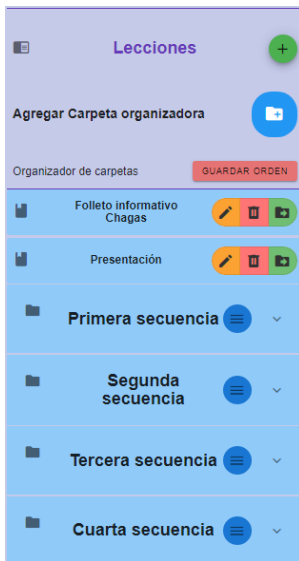 Lecciones
Agregar Carpeta organizadora
Organizador de carpetas
GUARDAR ORDEN
Folleto informativo
Chagas
Presentación
Primera secuencia
Segunda
secuencia
Tercera secuencia
Cuarta secuencia